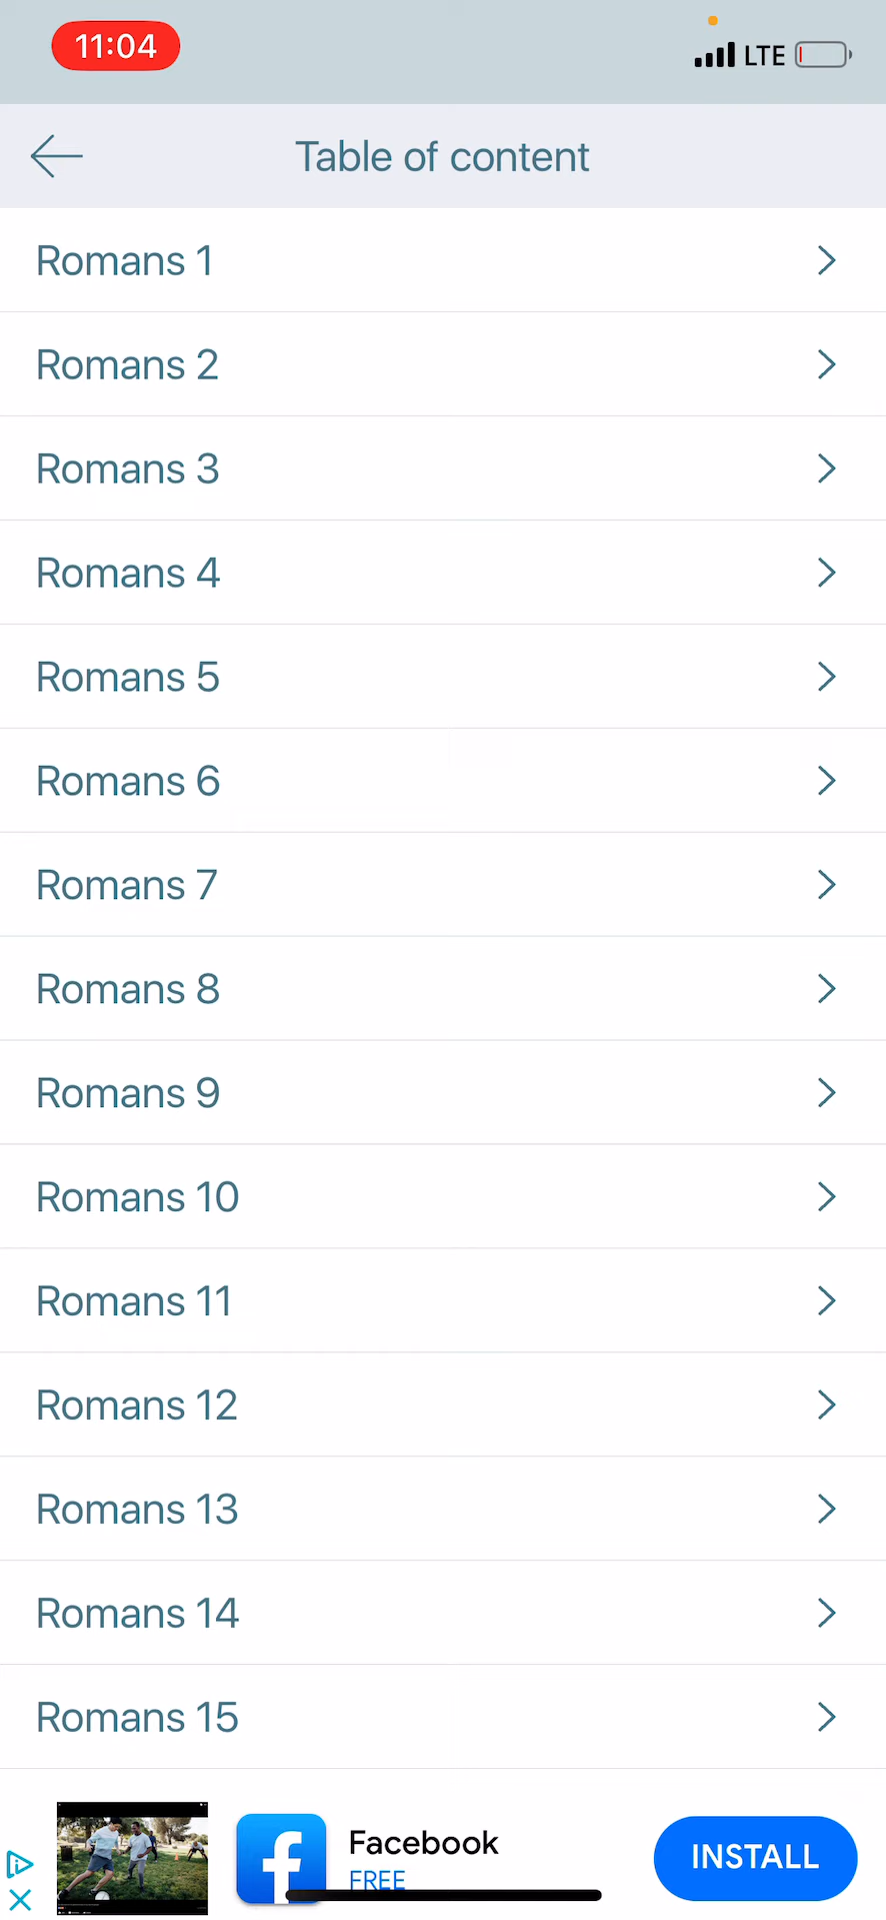 11:04 LTE
Table of content
Romans 1
Romans 2
Romans 3
Romans 4
Romans 5
Romans 6
Romans 7
Romans 8
Romans 9
Romans 10
Romans 11
Romans 12
Romans 13
Romans 14
Romans 15
Facebook
FREE
INSTALL